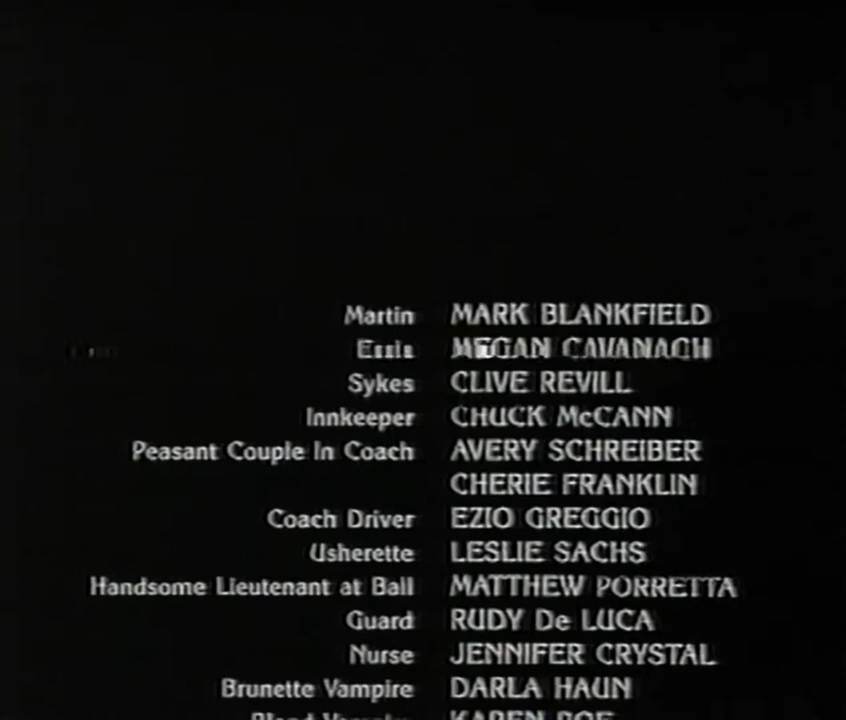 Martin MARK BLANKFIELD
Essie MEGAN CAVANAGH
Sykes CLIVE REVILL
Innkeeper CHUCK McCANN
Peasant Couple In Coach AVERY SCHREIBER
CHERIE FRANKLIN
Coach Driver EZIO GREGGIO
Usherette LESLIE SACHS
Handsome Lieutenant at Ball MATTHEW PORRETTA
Guard RUDY De LUCA
Nurse JENNIFER CRYSTAL
Brunette Vampire DARLA HAUN